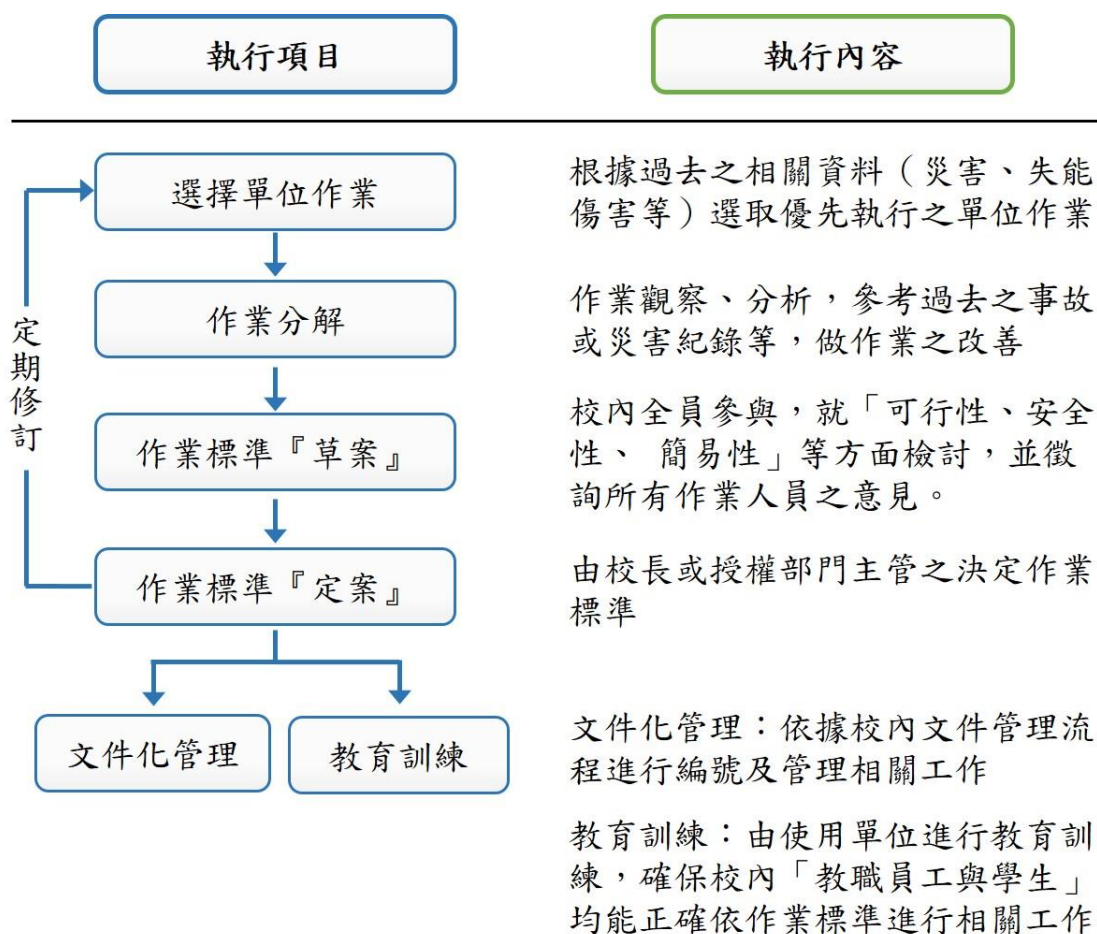 執行項目
執行內容
選擇單位作業
根據過去之相關資料（災害、失能
傷害等）選取優先執行之單位作業
作業分解
作業觀察、分析，參考過去之事故
或災害紀錄等，做作業之改善
定期修訂
作業標準『草案』
校內全員參與，就「可行性、安全
性、 簡易性」等方面檢討，並徵
詢所有作業人員之意見。
作業標準『定案』
由校長或授權部門主管之決定作業
標準
文件化管理
教育訓練
文件化管理：依據校內文件管理流
程進行編號及管理相關工作
教育訓練：由使用單位進行教育訓
練，確保校內「教職員工與學生」
均能正確依作業標準進行相關工作